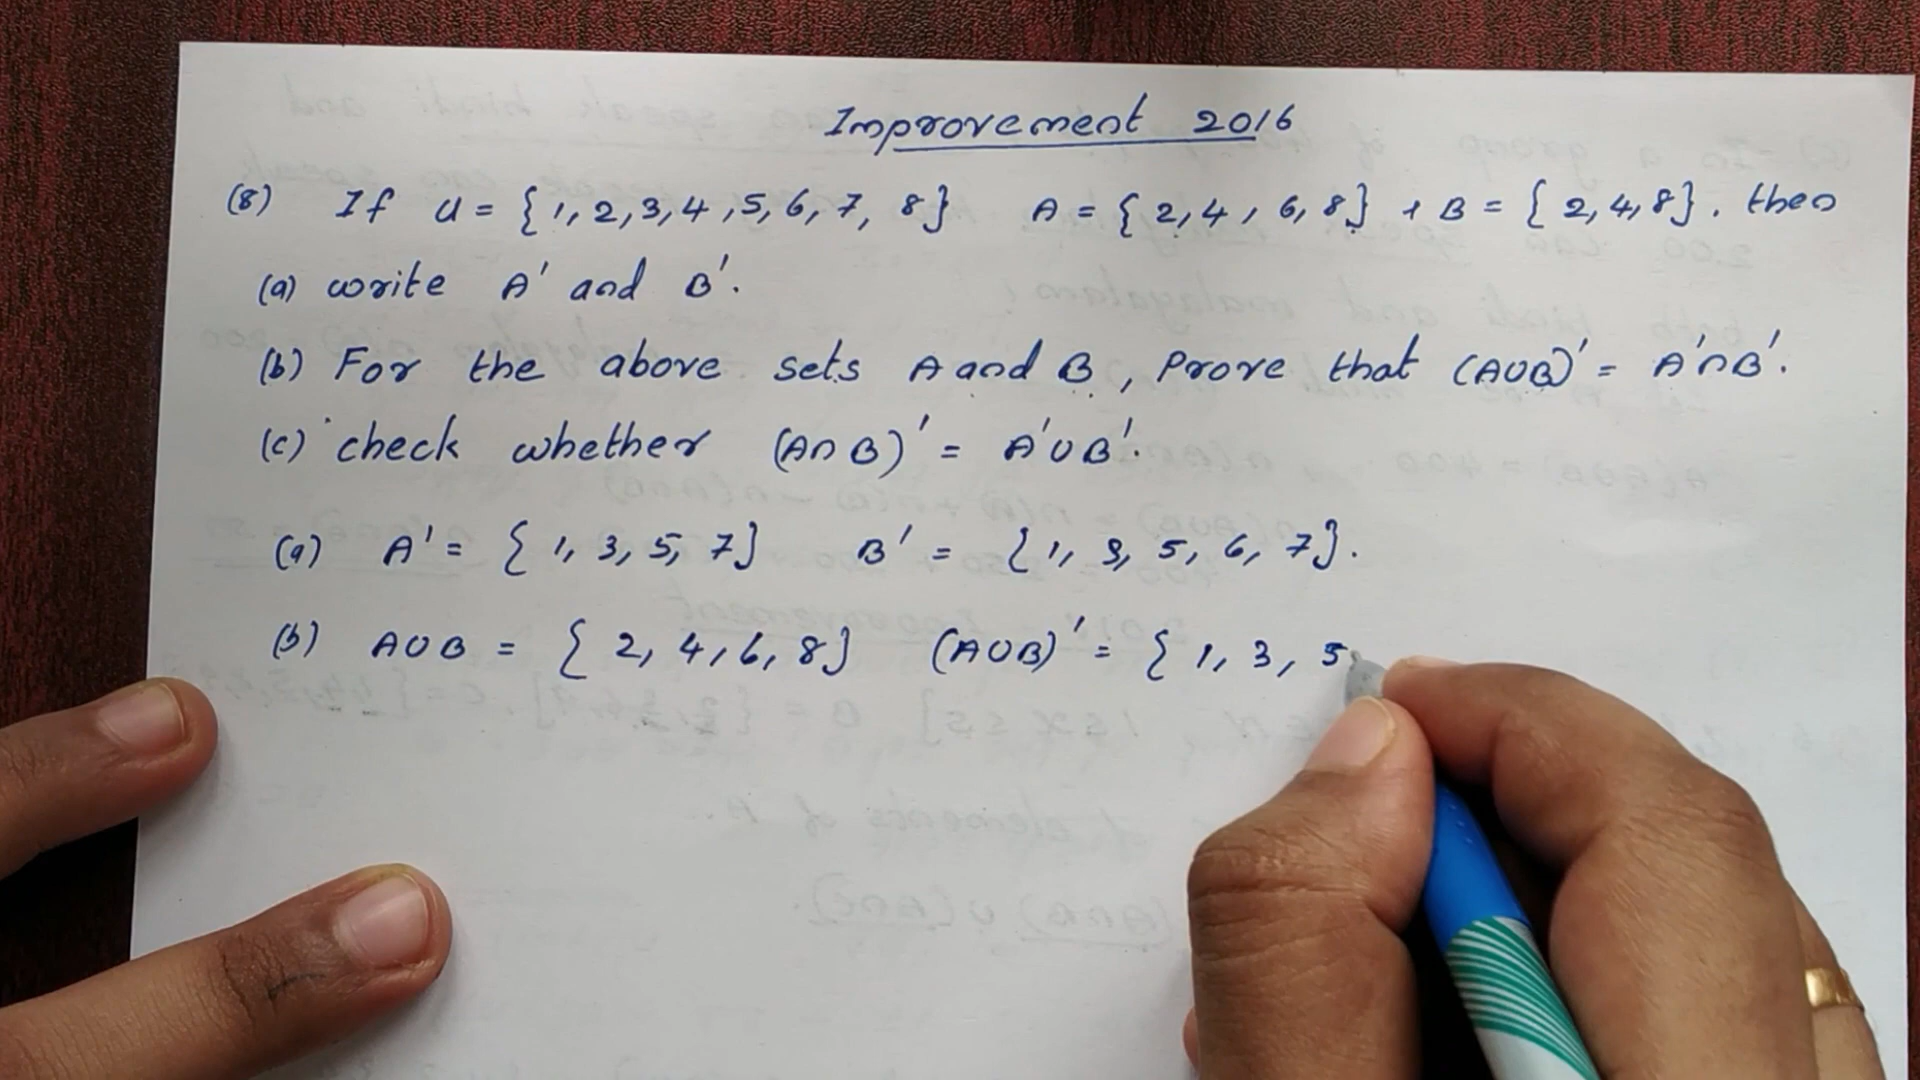 Improvement 2016
(8) If U = {1, 2, 3, 4, 5, 6, 7, 8} A = {2, 4, 6, 8} + B = {2, 4, 8}. then
(a) write A' and B'.
(b) For the above sets A and B, Prove that (A∪B)' = A'∩B'.
(c) check whether (A∩B)' = A'∪B'.
(a) A' = {1, 3, 5, 7} B' = {1, 3, 5, 6, 7}.
(b) A∪B = {2, 4, 6, 8} (A∪B)' = {1, 3, 5,